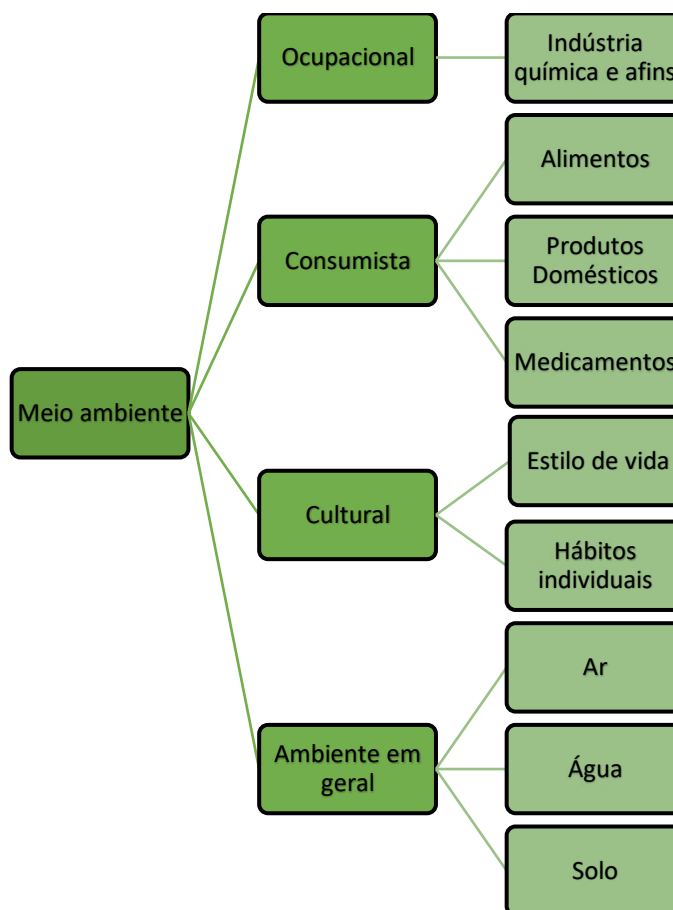 Meio ambiente
Ocupacional
Indústria
química e afins
Consumista
Alimentos
Produtos
Domésticos
Medicamentos
Cultural
Estilo de vida
Hábitos
individuais
Ambiente em
geral
Ar
Água
Solo